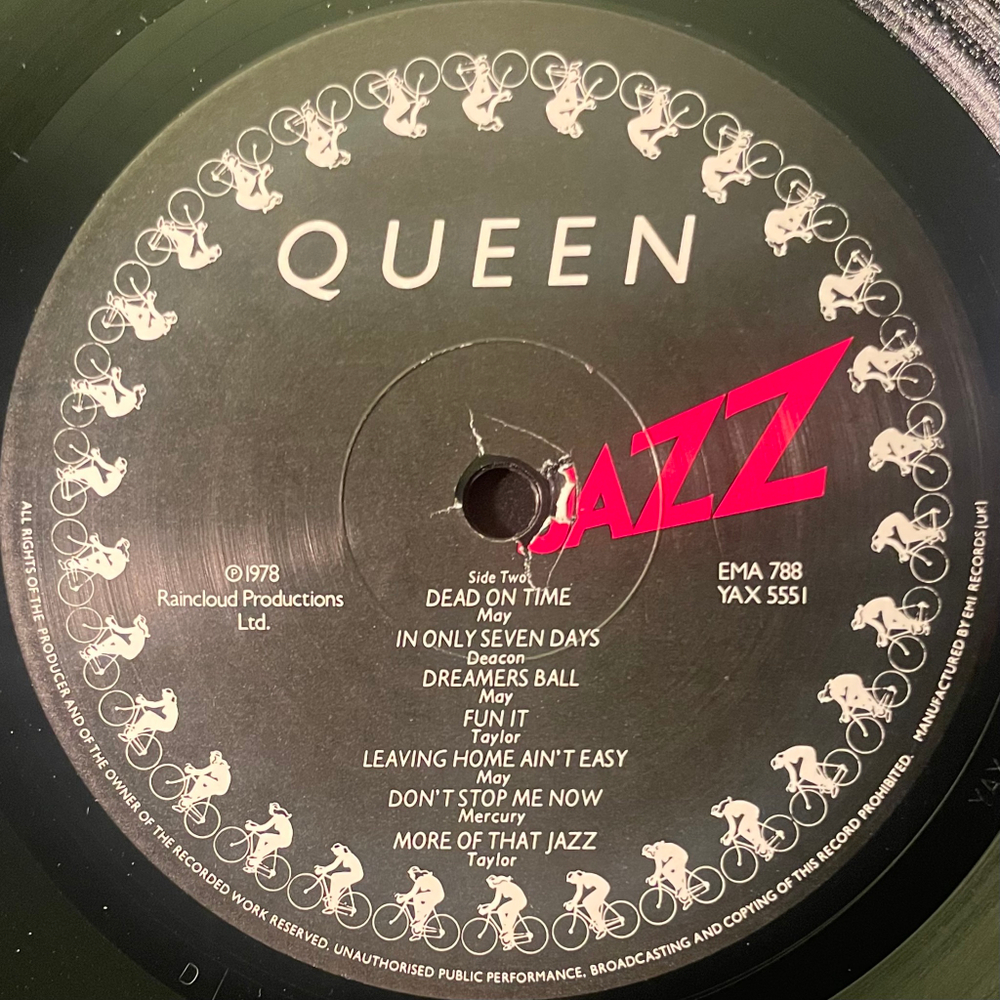 QUEEN
JAZZ
℗1978
Raincloud Productions
Ltd.
EMA 788
YAX 5551
Side Two
DEAD ON TIME
May
IN ONLY SEVEN DAYS
Deacon
DREAMERS BALL
May
FUN IT
Taylor
LEAVING HOME AIN'T EASY
May
DON'T STOP ME NOW
Mercury
MORE OF THAT JAZZ
Taylor
ALL RIGHTS OF THE PRODUCER AND OF THE OWNER OF THE RECORDED WORK RESERVED. UNAUTHORISED PUBLIC PERFORMANCE, BROADCASTING AND COPYING OF THIS RECORD PROHIBITED. MANUFACTURED BY EMI RECORDS (UK)